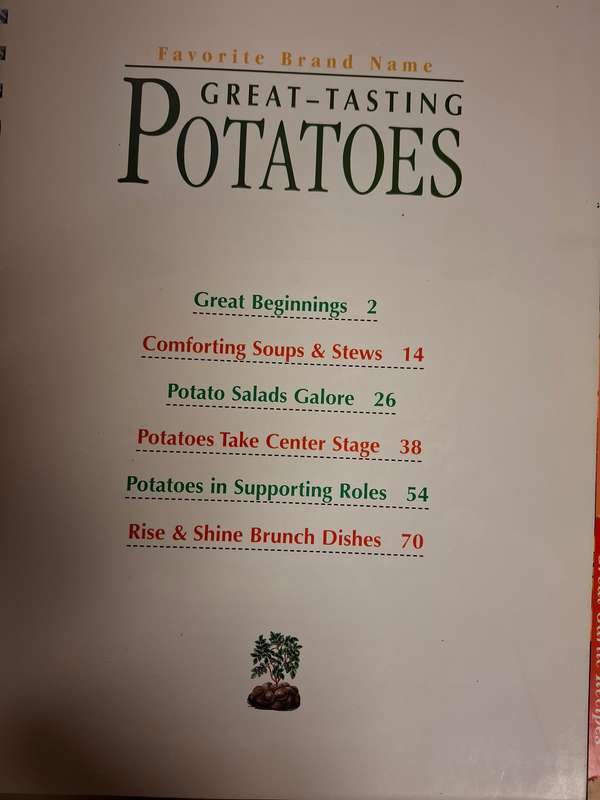 Favorite Brand Name
GREAT-TASTING
POTATOES
Great Beginnings 2
Comforting Soups & Stews 14
Potato Salads Galore 26
Potatoes Take Center Stage 38
Potatoes in Supporting Roles 54
Rise & Shine Brunch Dishes 70
Recipes